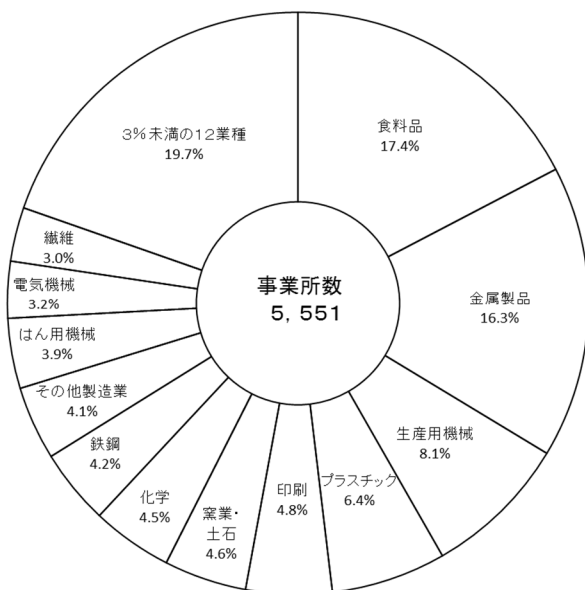 食料品
17.4%
金属製品
16.3%
生産用機械
8.1%
プラスチック
6.4%
印刷
4.8%
窯業・
土石
4.6%
化学
4.5%
鉄鋼
4.2%
その他製造業
4.1%
はん用機械
3.9%
電気機械
3.2%
繊維
3.0%
3%未満の12業種
19.7%
事業所数
5,551